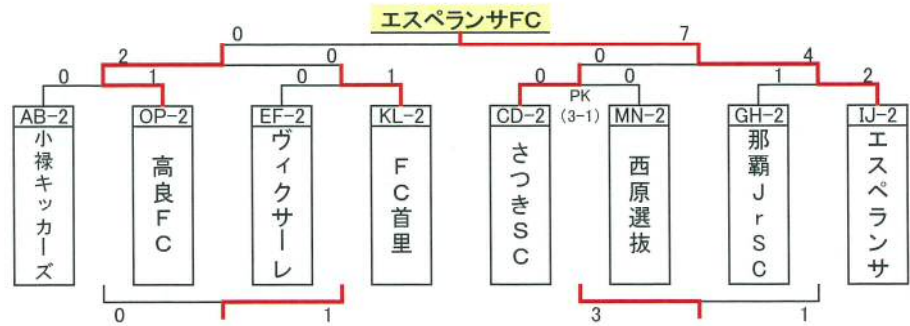 エスペランサFC
0 7
2 0 0 4
0 1 0 1 0 0 1 2
PK
(3-1)
AB-2 OP-2 EF-2 KL-2 CD-2 MN-2 GH-2 IJ-2
小禄キッカーズ
高良FC
ヴィクサーレ
FC首里
さつきSC
西原選抜
那覇JrSC
エスペランサ
0 1 3 1